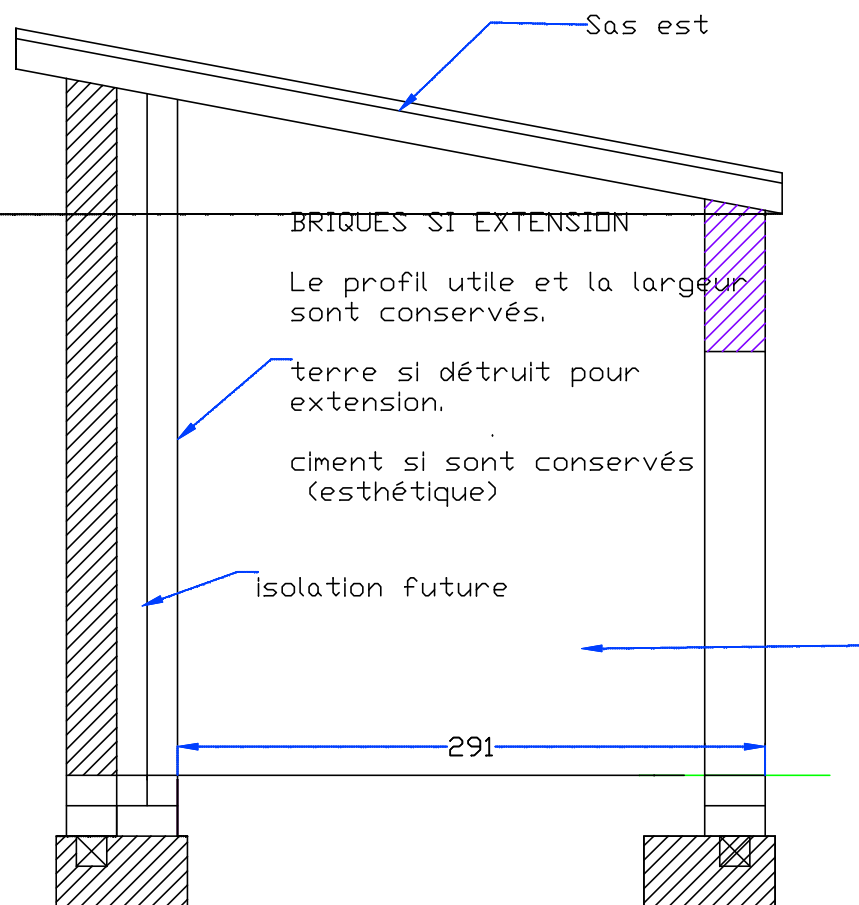 Sas est
BRIQUES SI EXTENSION
Le profil utile et la largeur
sont conservés.
terre si détruit pour
extension.
ciment si sont conservés
(esthétique)
isolation future
291